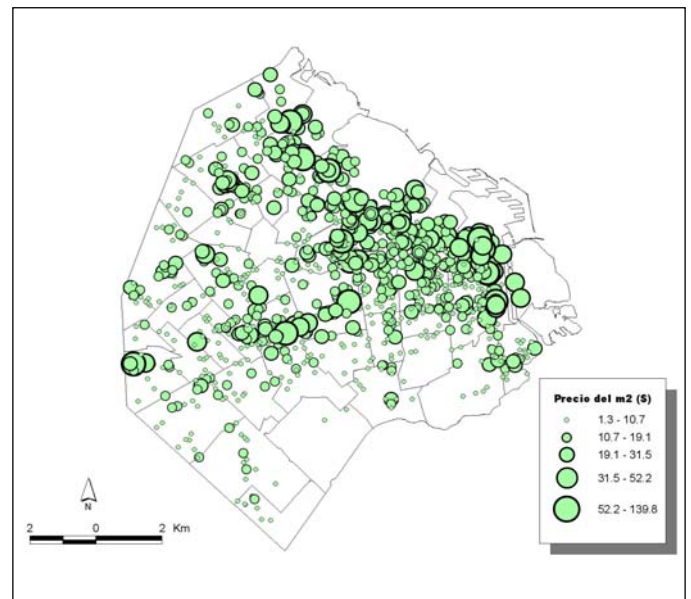 Precio del m2 ($)
1.3 - 10.7
10.7 - 19.1
19.1 - 31.5
31.5 - 52.2
52.2 - 139.8
N
2 0 2 Km